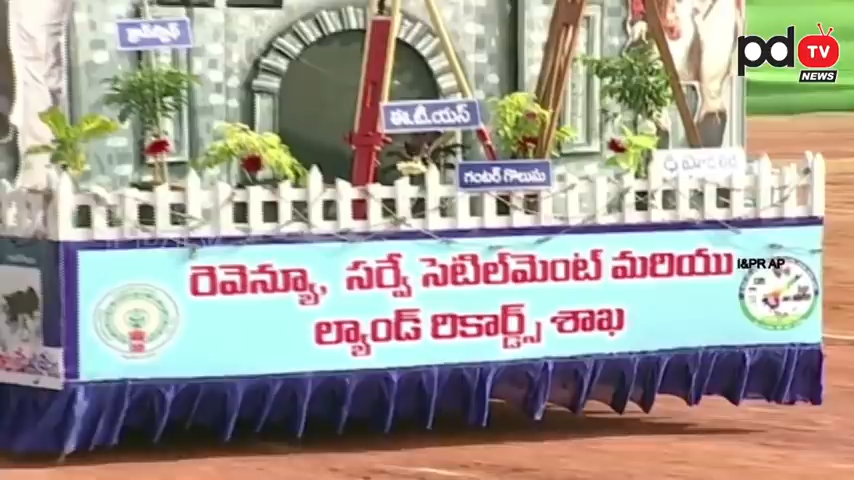 pd TV
NEWS
క్రాస్‌స్టాఫ్
ఈ.టి.యస్
గంటర్ గొలుసు
I&PR AP
రెవెన్యూ, సర్వే సెటిల్‌మెంట్ మరియు
ల్యాండ్ రికార్డ్స్ శాఖ